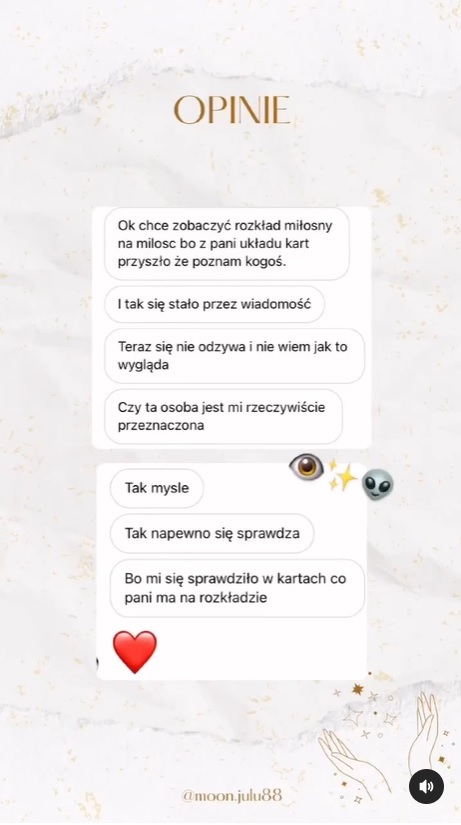 OPINIE
Ok chce zobaczyć rozkład miłosny
na milosc bo z pani układu kart
przyszło że poznam kogoś.
I tak się stało przez wiadomość
Teraz się nie odzywa i nie wiem jak to
wygląda
Czy ta osoba jest mi rzeczywiście
przeznaczona
Tak mysle
Tak napewno się sprawdza
Bo mi się sprawdziło w kartach co
pani ma na rozkładzie
@moon.julu88